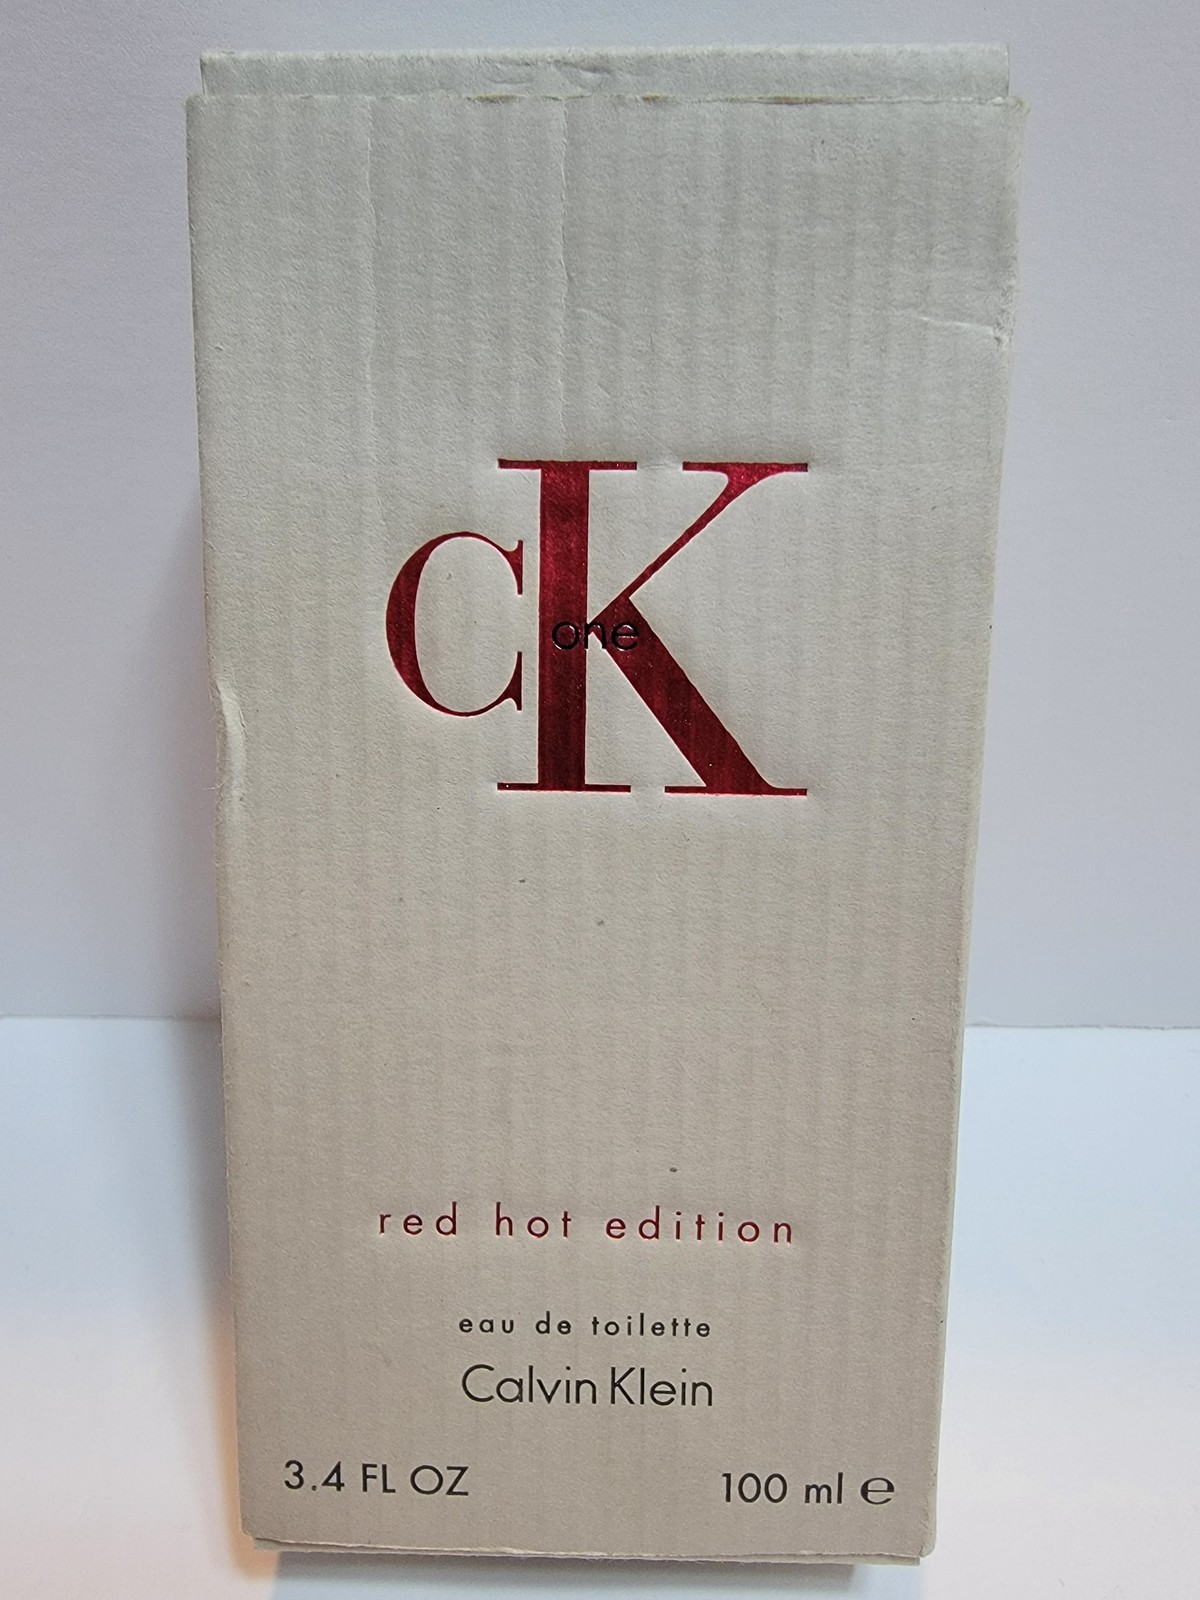 cK
one
red hot edition
eau de toilette
Calvin Klein
3.4 FL OZ 100 ml ℮